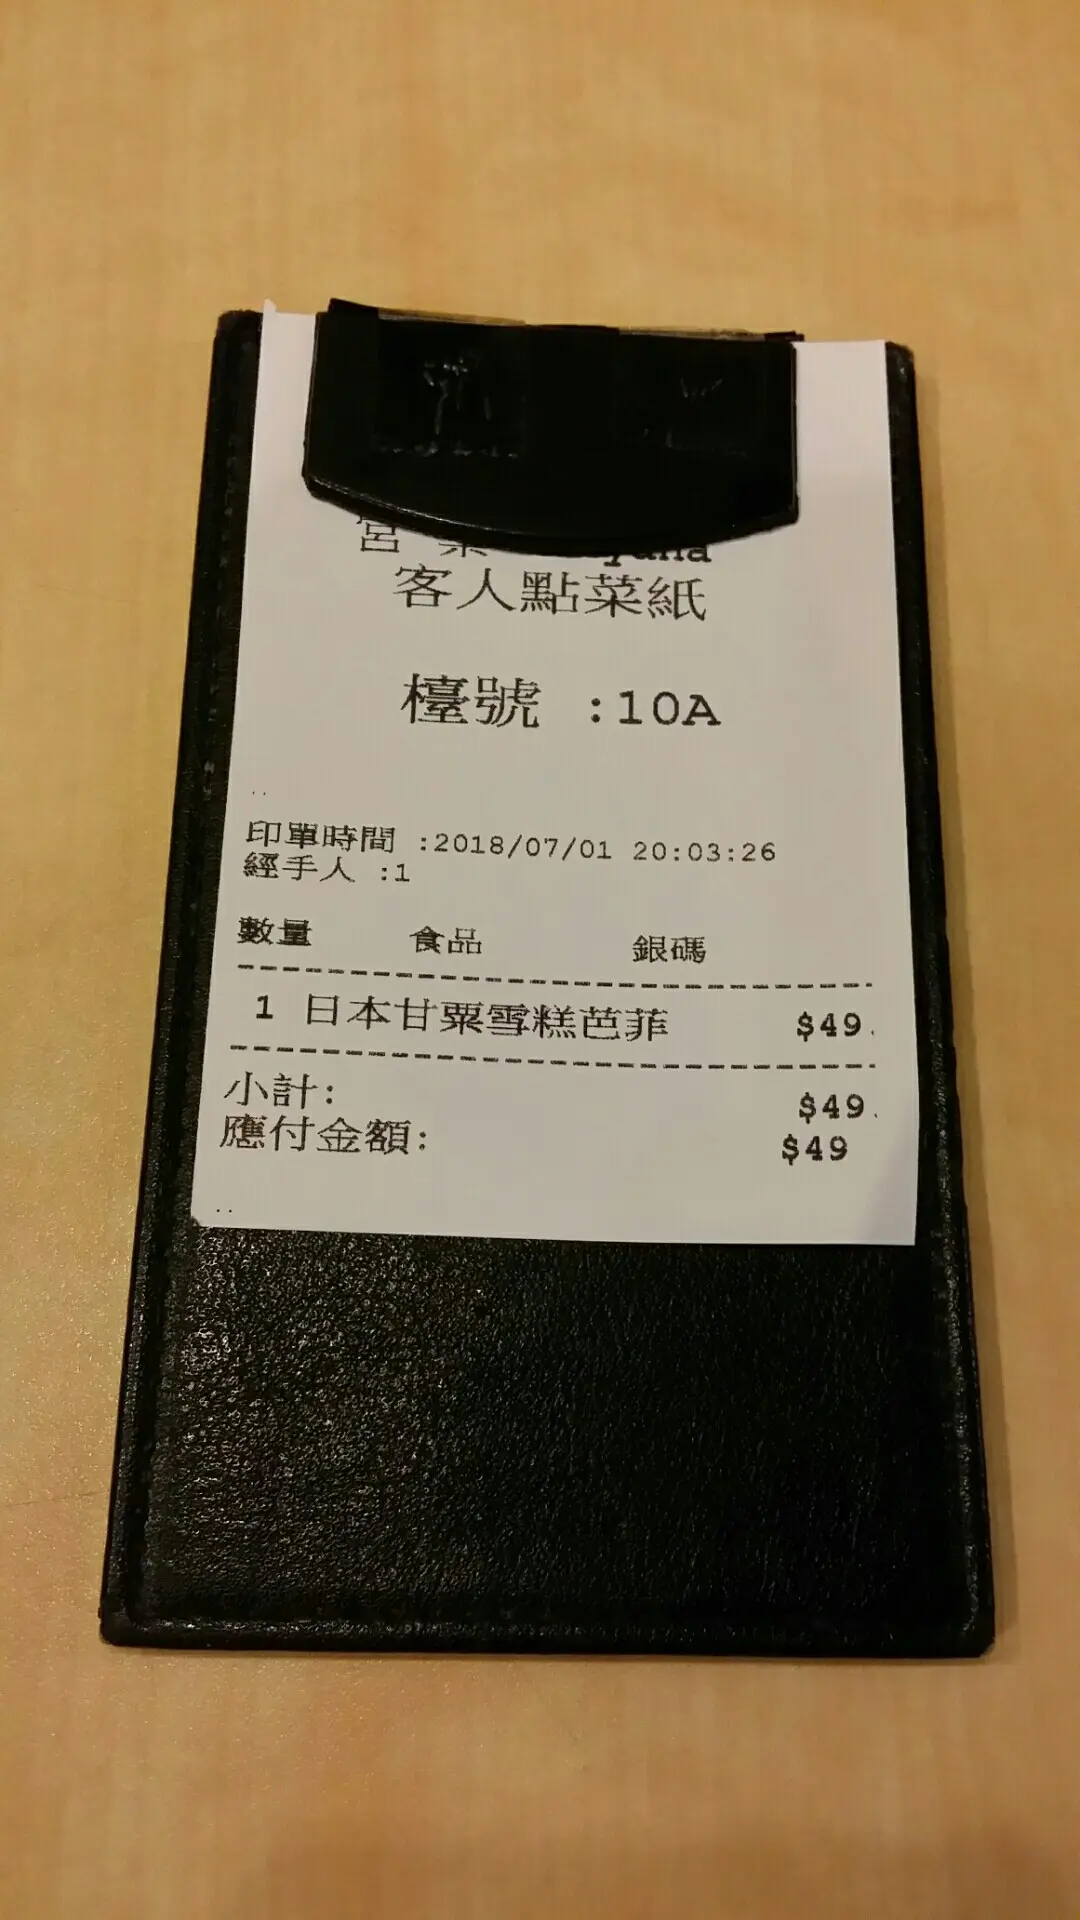 客人點菜紙
檯號 :10A
印單時間 :2018/07/01 20:03:26
經手人 :1
數量 食品 銀碼
1 日本甘粟雪糕芭菲 $49.
小計: $49.
應付金額: $49